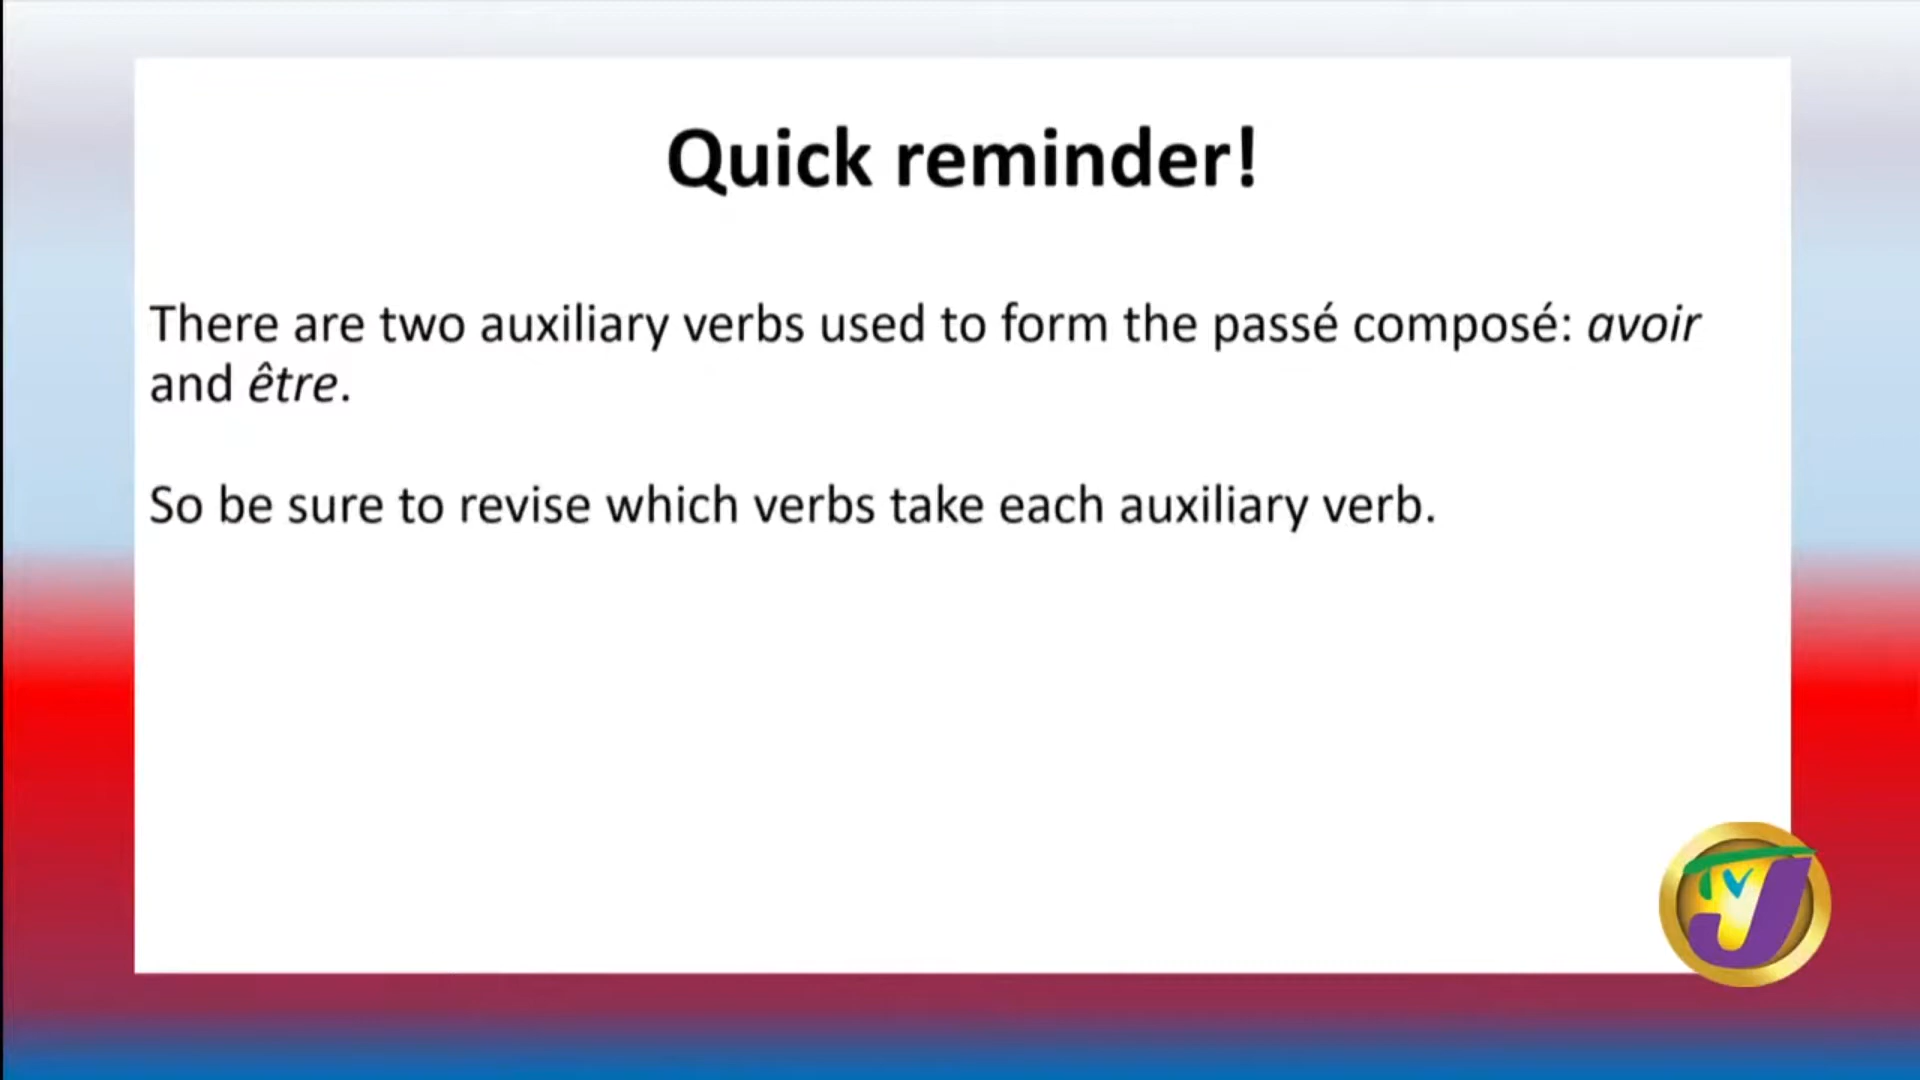 Quick reminder!
There are two auxiliary verbs used to form the passé composé: avoir
and être.
So be sure to revise which verbs take each auxiliary verb.
TVJ